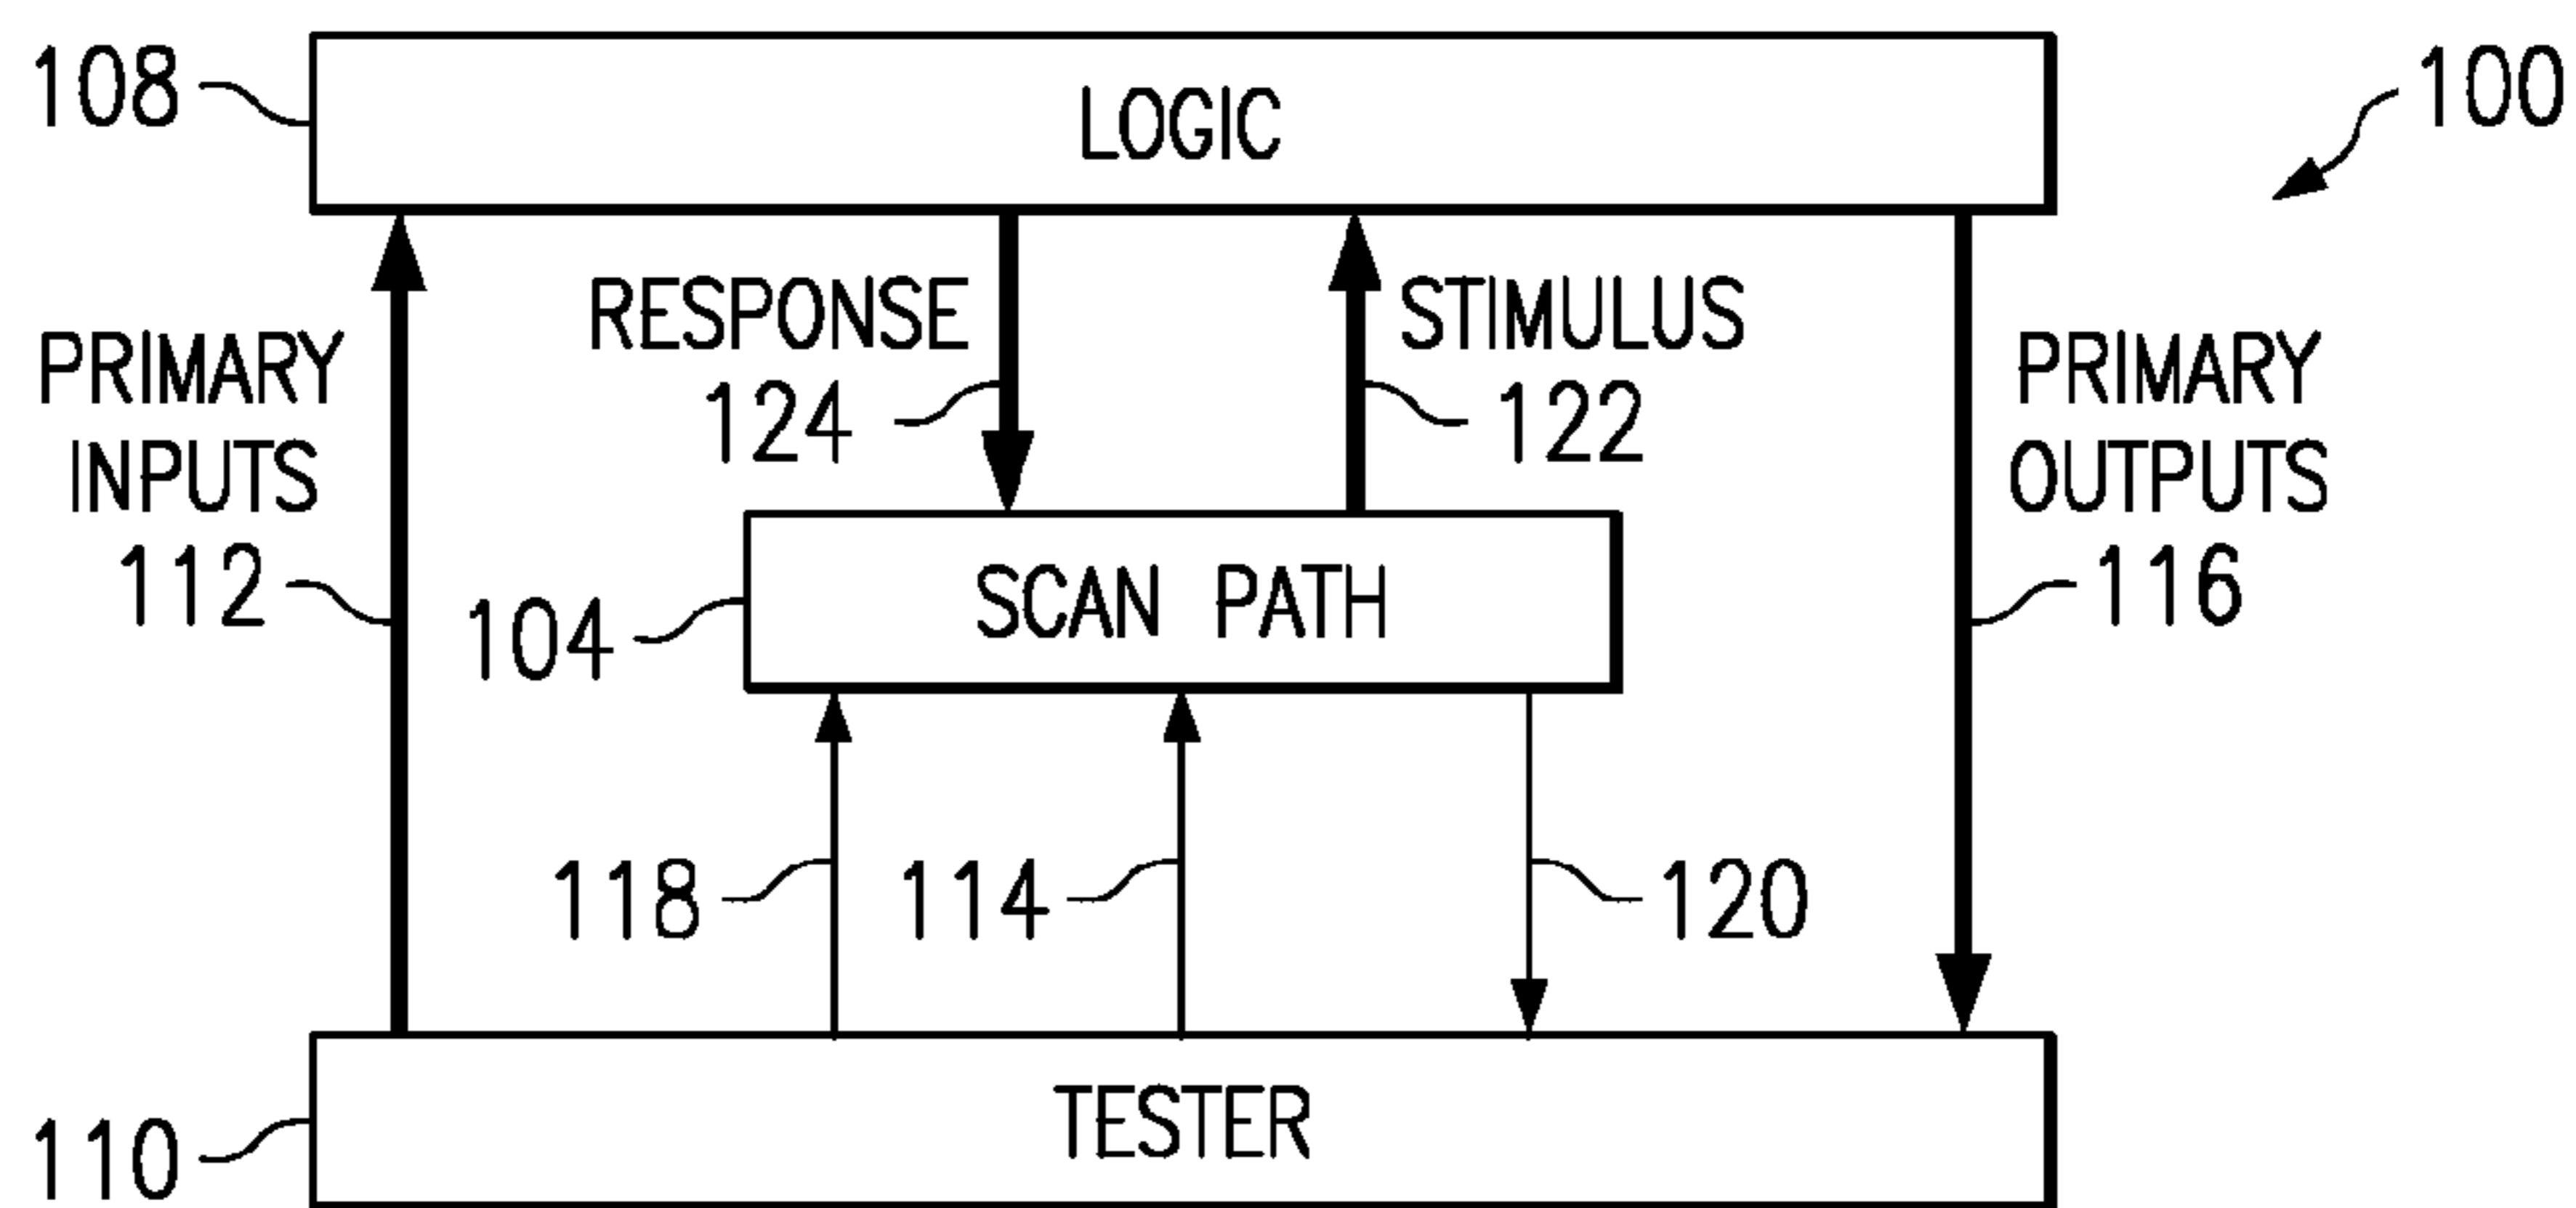 108
LOGIC
100
PRIMARY
INPUTS
112
RESPONSE
124
STIMULUS
122
PRIMARY
OUTPUTS
116
104
SCAN PATH
118
114
120
110
TESTER